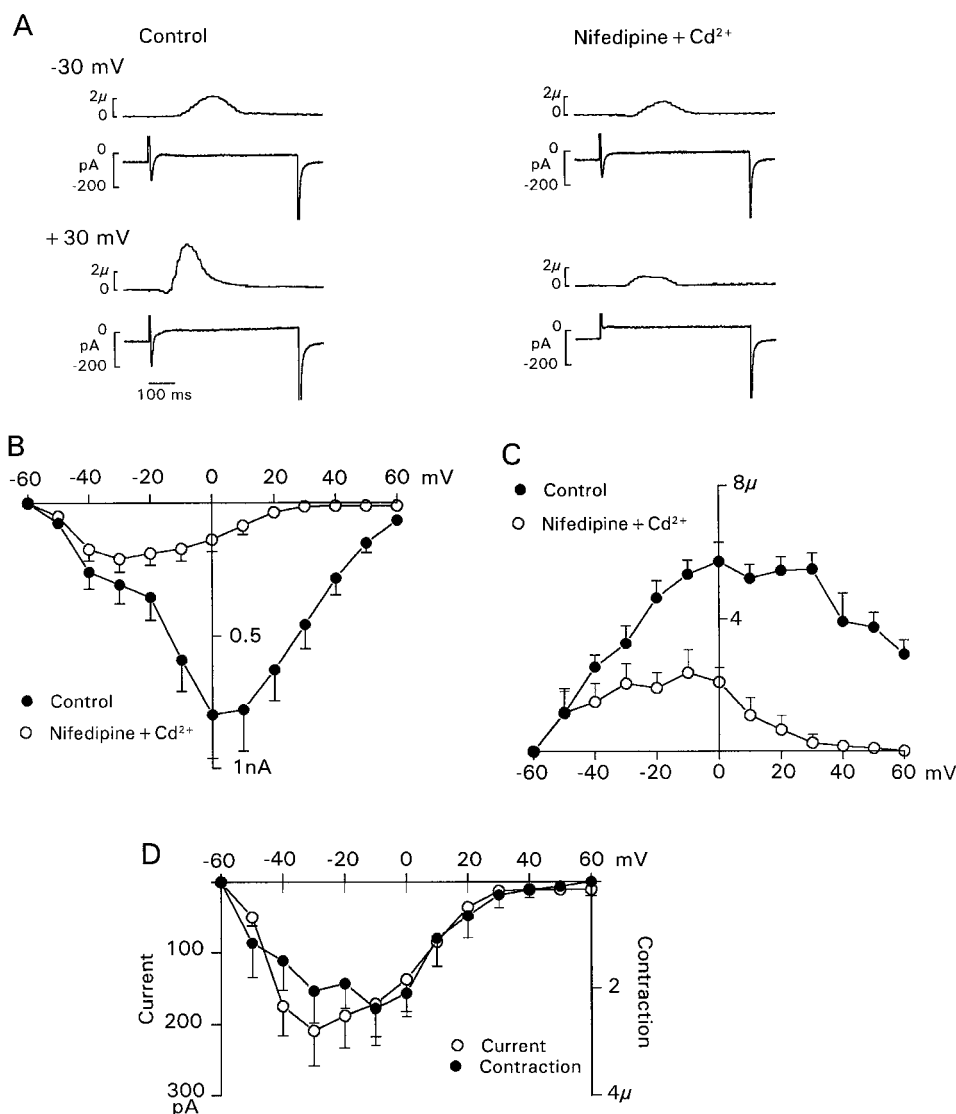 A
Control
Nifedipine + Cd²⁺
-30 mV
2μ
0
0
pA
-200
2μ
0
0
pA
-200
+30 mV
2μ
0
0
pA
-200
100 ms
2μ
0
0
pA
-200
B
-60 -40 -20 0 20 40 60 mV
0.5
1nA
Control
Nifedipine + Cd²⁺
C
8μ
4
Control
Nifedipine + Cd²⁺
-60 -40 -20 0 20 40 60 mV
D
-60 -40 -20 0 20 40 60 mV
100
200
300
pA
Current
2
4μ
Contraction
Current
Contraction